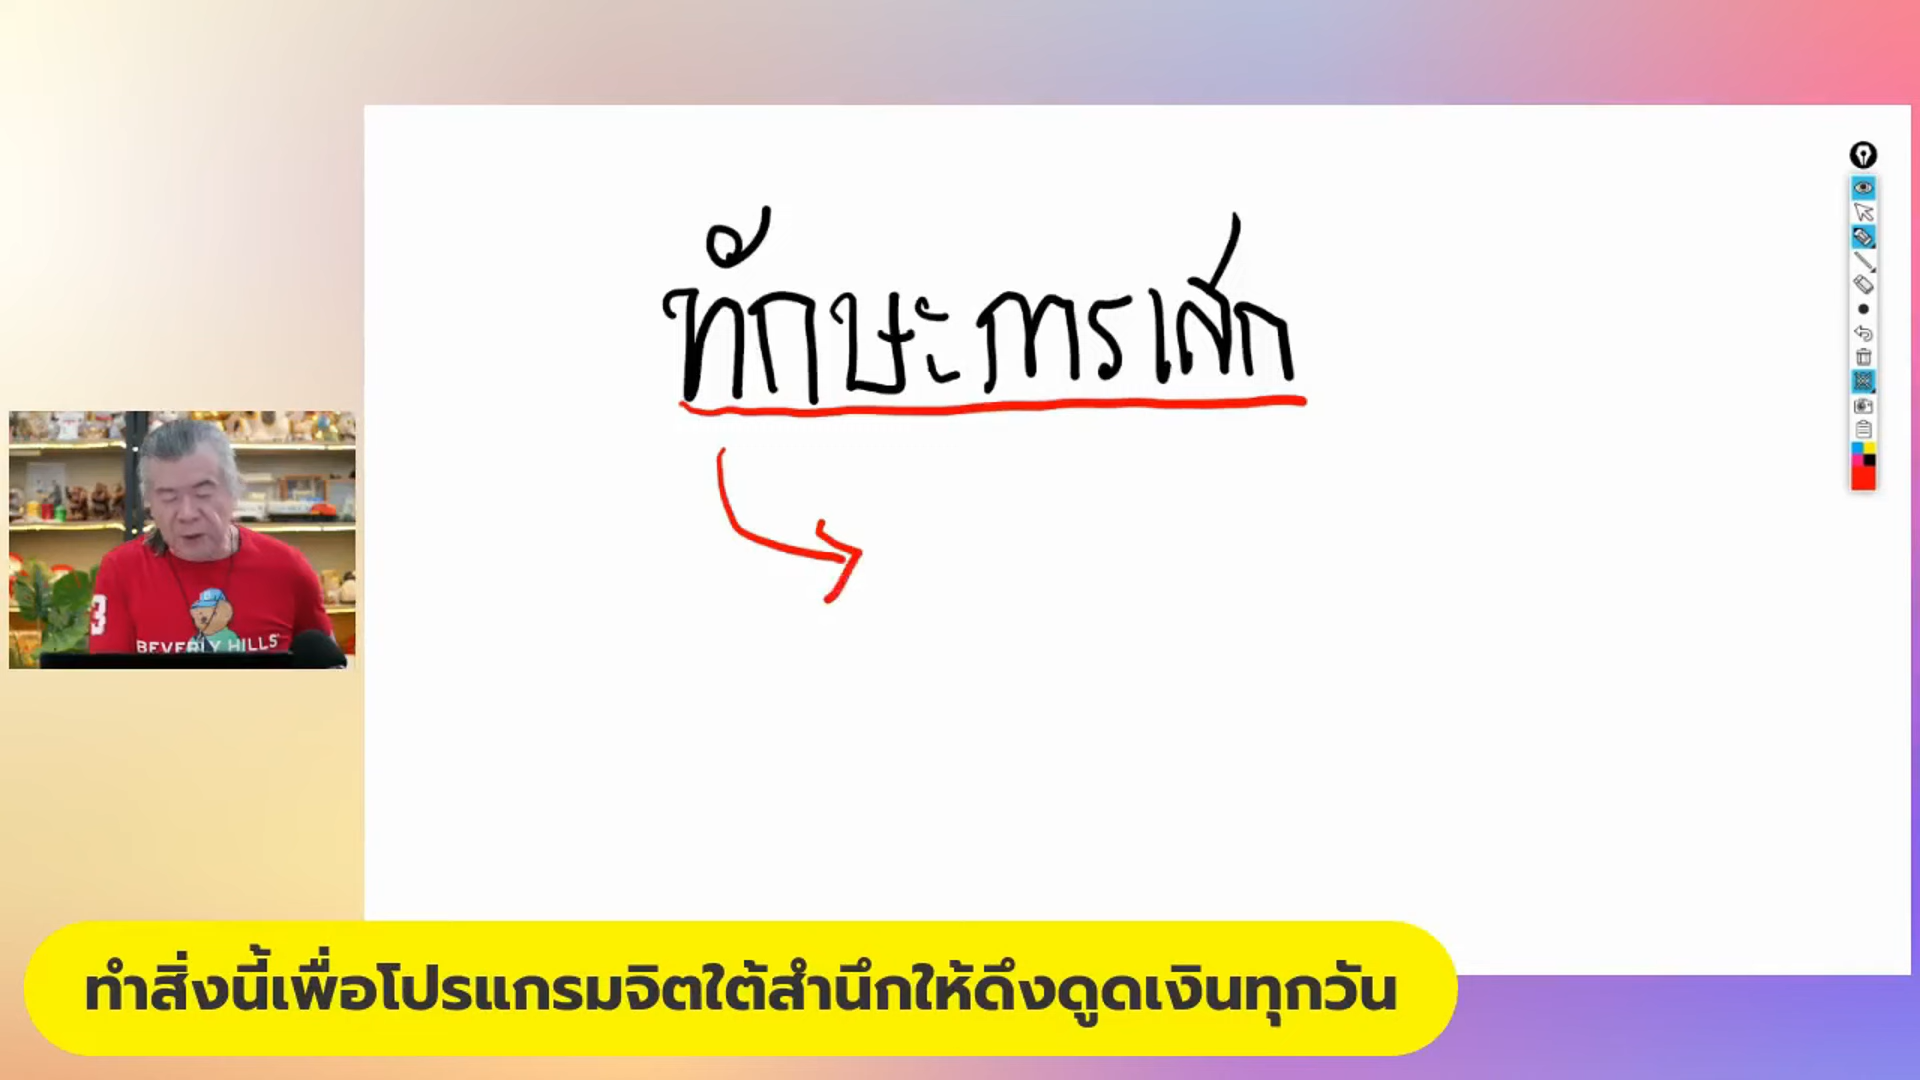 ทักษะการเสก
3
BEVERLY HILLS
ทำสิ่งนี้เพื่อโปรแกรมจิตใต้สำนึกให้ดึงดูดเงินทุกวัน